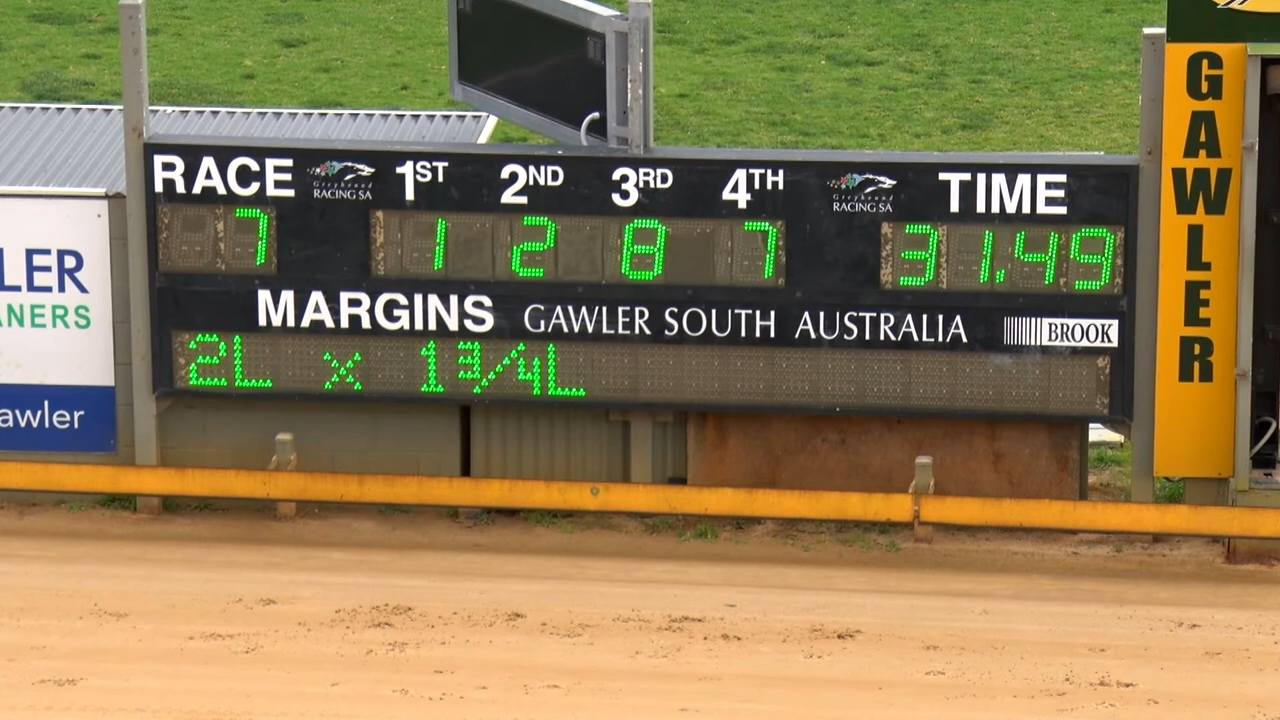 RACE 1ST 2ND 3RD 4TH TIME
Greyhound RACING SA
Greyhound RACING SA
7 1 2 8 7 31.49
MARGINS GAWLER SOUTH AUSTRALIA BROOK
2L x 1 3/4L
LER
NERS
awler
GAWLER